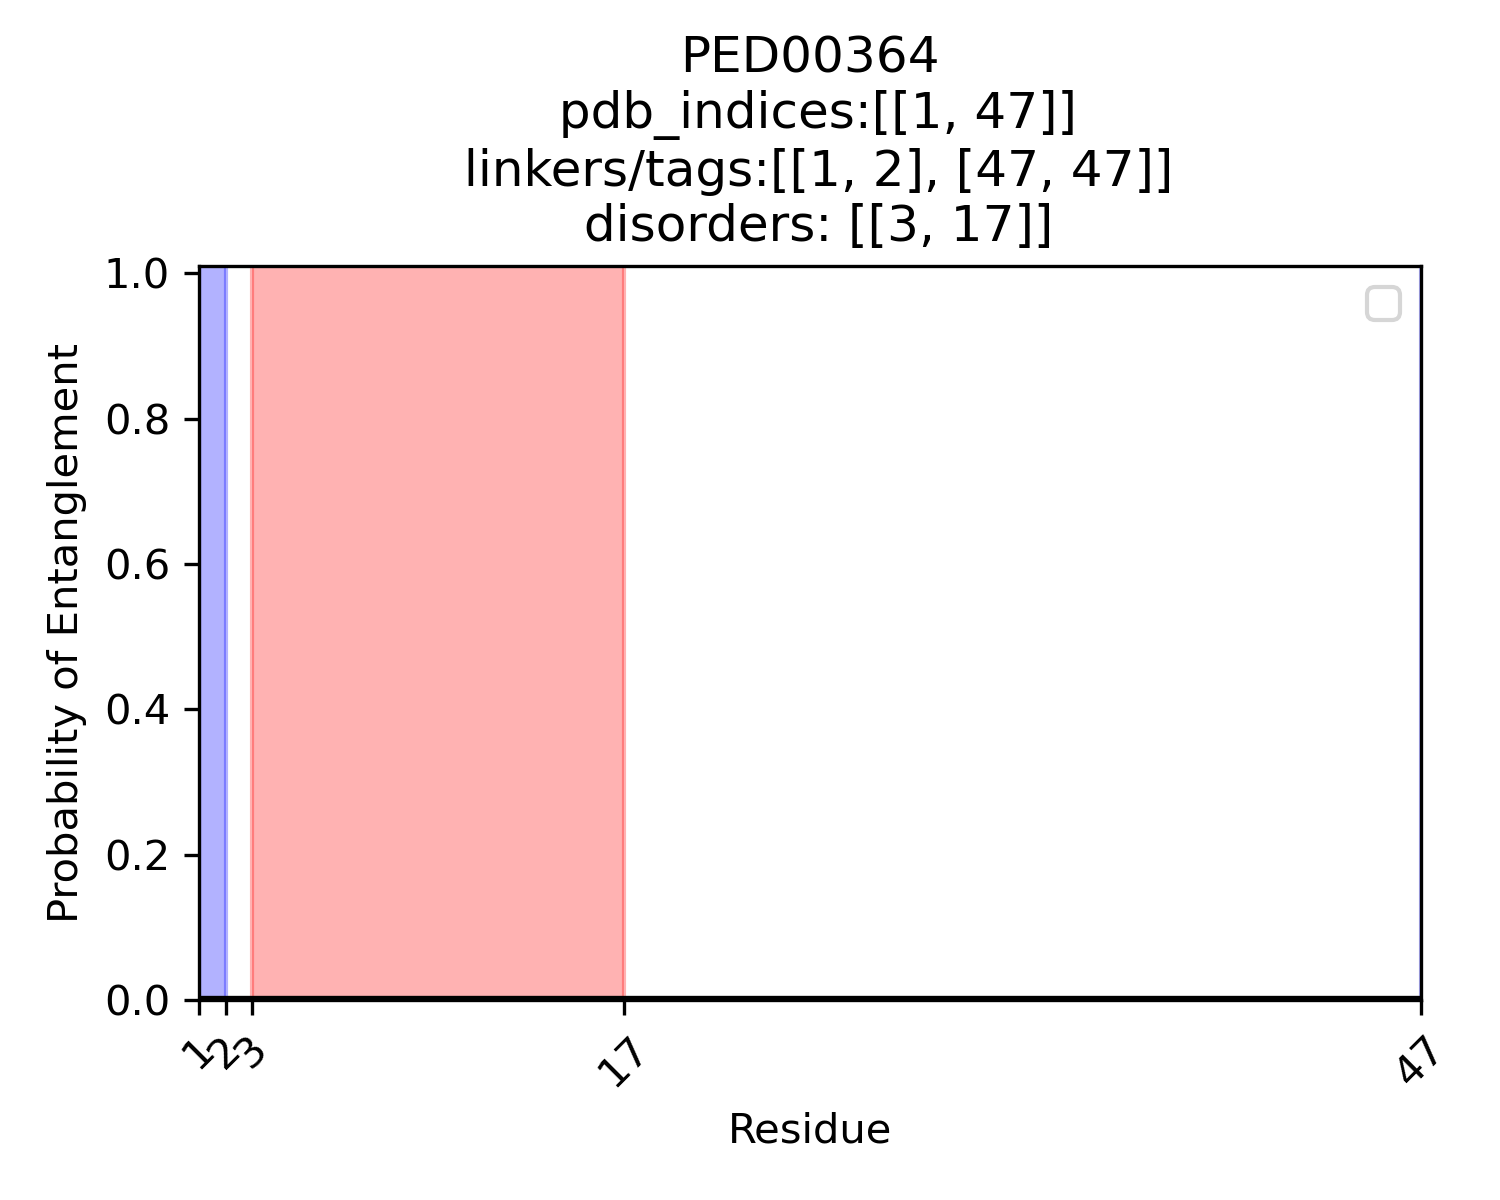 PED00364
pdb_indices:[[1, 47]]
linkers/tags:[[1, 2], [47, 47]]
disorders: [[3, 17]]
1.0
0.8
0.6
0.4
0.2
0.0
Probability of Entanglement
1
2
3
17
47
Residue